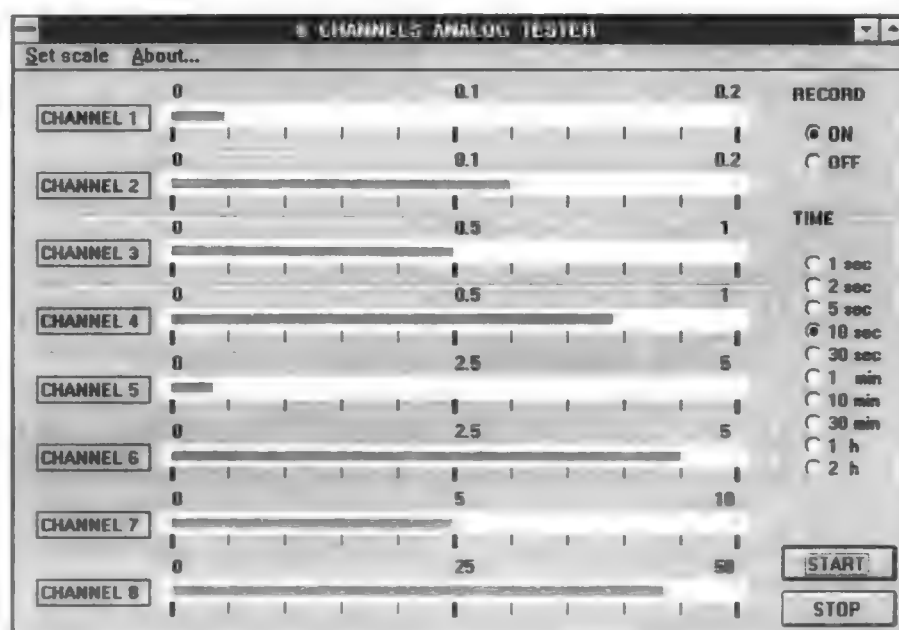 8 CHANNELS ANALOG TESTER
Set scale About...
0 0.1 0.2
CHANNEL 1
0 0.1 0.2
CHANNEL 2
0 0.5 1
CHANNEL 3
0 0.5 1
CHANNEL 4
0 2.5 5
CHANNEL 5
0 2.5 5
CHANNEL 6
0 5 10
CHANNEL 7
0 25 50
CHANNEL 8
RECORD
ON
OFF
TIME
1 sec
2 sec
5 sec
10 sec
30 sec
1 min
10 min
30 min
1 h
2 h
START
STOP